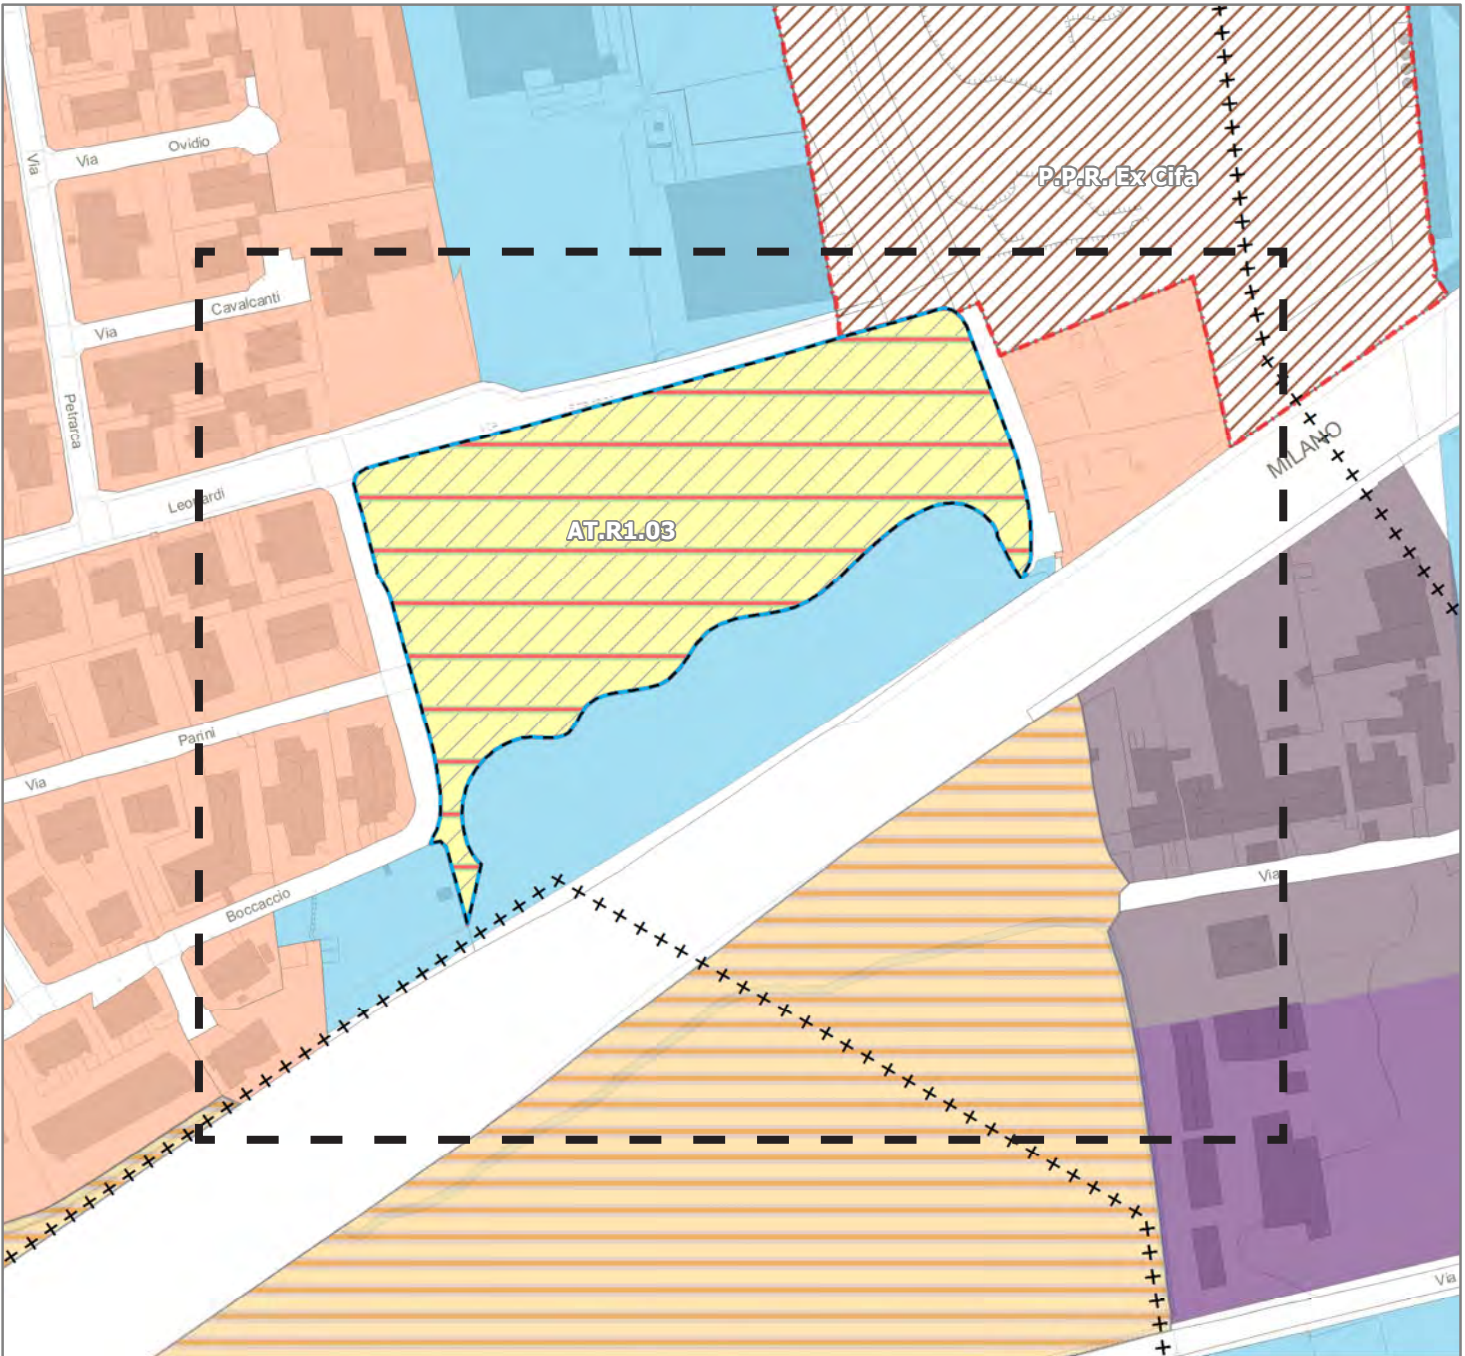 Via
Ovidio
Via
P.P.R. Ex Cifa
Cavalcanti
Via
Petrarca
MILANO
Leopardi
AT.R1.03
Parini
Via
Via
Boccaccio
Via